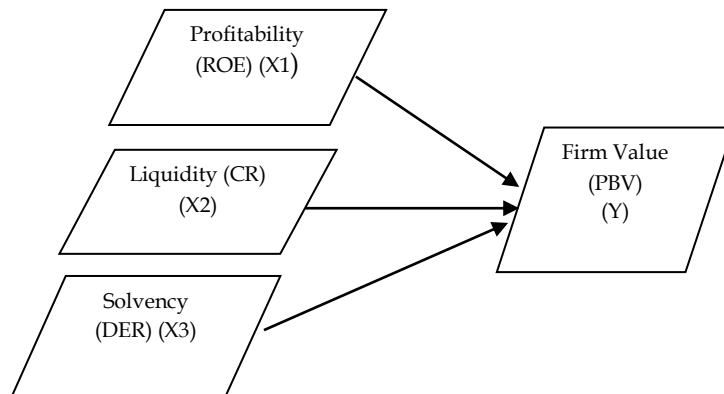 Profitability
(ROE) (X1)
Liquidity (CR)
(X2)
Solvency
(DER) (X3)
Firm Value
(PBV)
(Y)